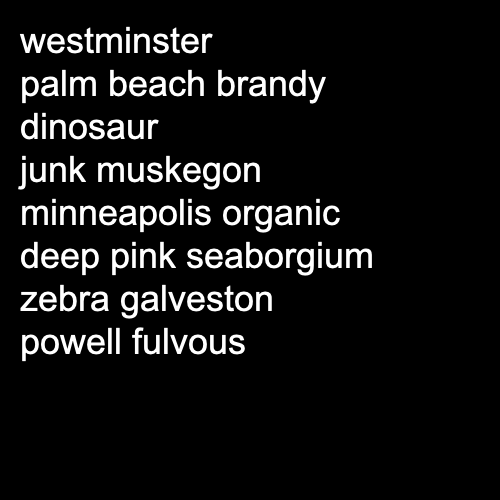 westminster
palm beach brandy
dinosaur
junk muskegon
minneapolis organic
deep pink seaborgium
zebra galveston
powell fulvous